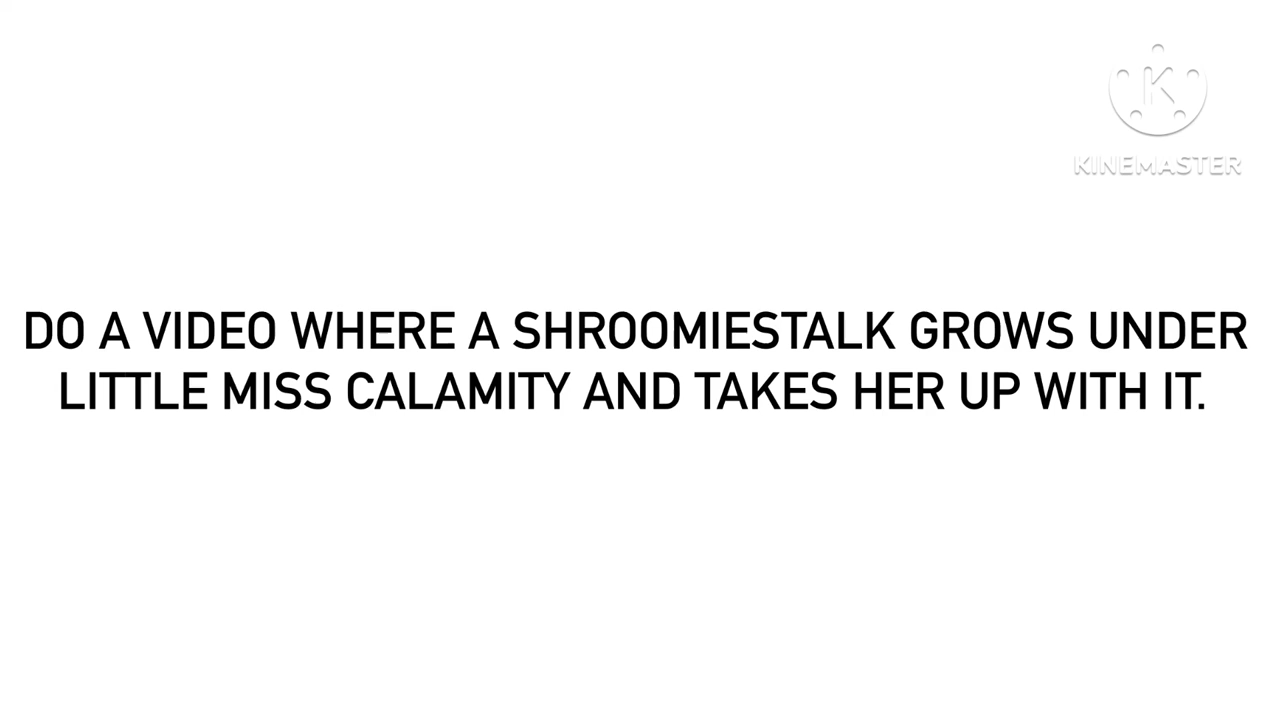 KINEMASTER
DO A VIDEO WHERE A SHROOMIESTALK GROWS UNDER
LITTLE MISS CALAMITY AND TAKES HER UP WITH IT.